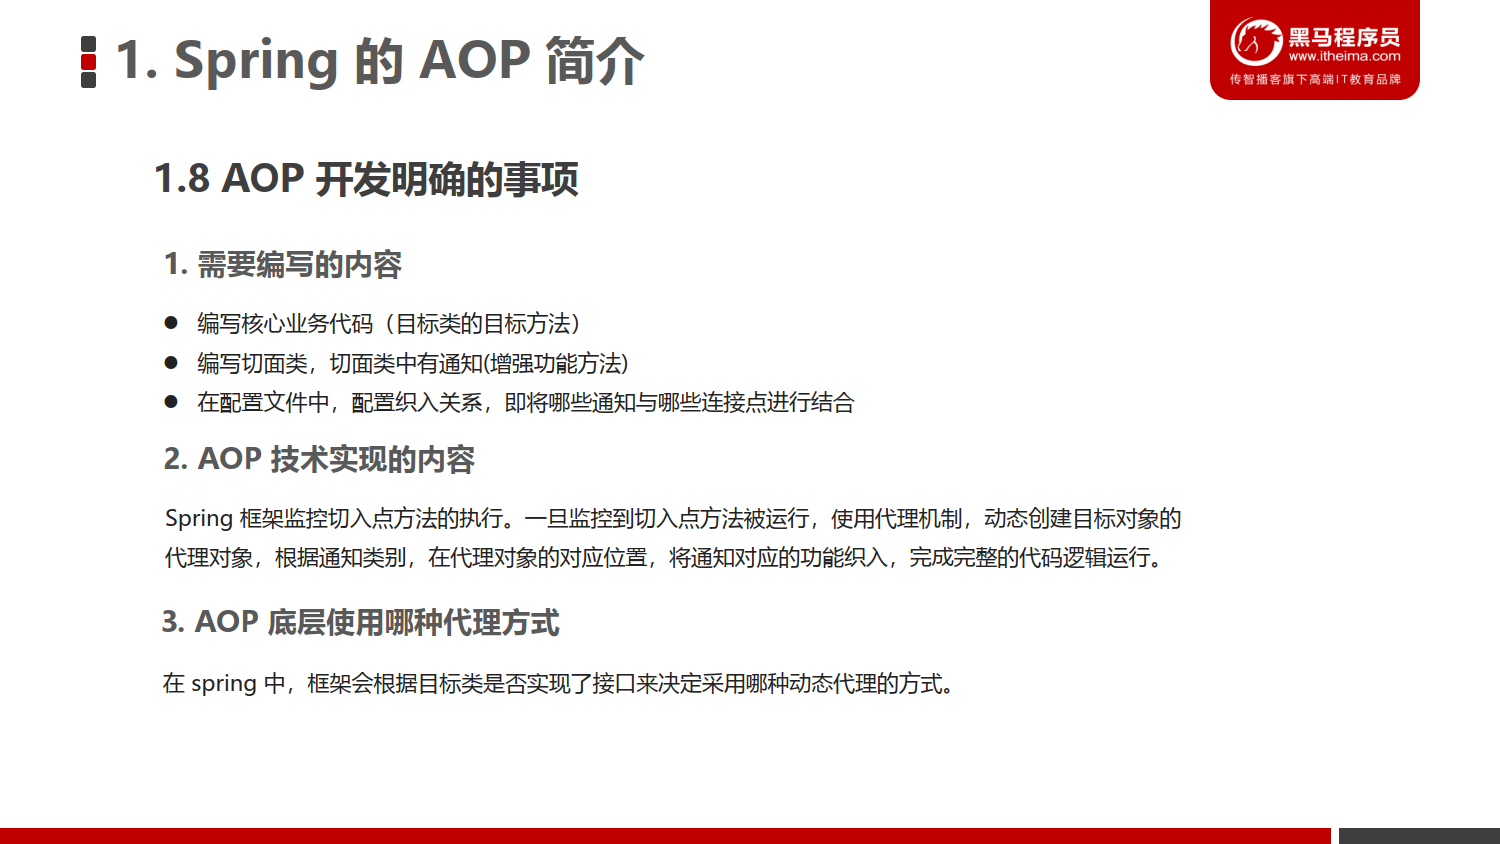 1. Spring 的 AOP 简介
黑马程序员
www.itheima.com
传智播客旗下高端IT教育品牌
1.8 AOP 开发明确的事项
1. 需要编写的内容
● 编写核心业务代码（目标类的目标方法）
● 编写切面类，切面类中有通知(增强功能方法)
● 在配置文件中，配置织入关系，即将哪些通知与哪些连接点进行结合
2. AOP 技术实现的内容
Spring 框架监控切入点方法的执行。一旦监控到切入点方法被运行，使用代理机制，动态创建目标对象的
代理对象，根据通知类别，在代理对象的对应位置，将通知对应的功能织入，完成完整的代码逻辑运行。
3. AOP 底层使用哪种代理方式
在 spring 中，框架会根据目标类是否实现了接口来决定采用哪种动态代理的方式。